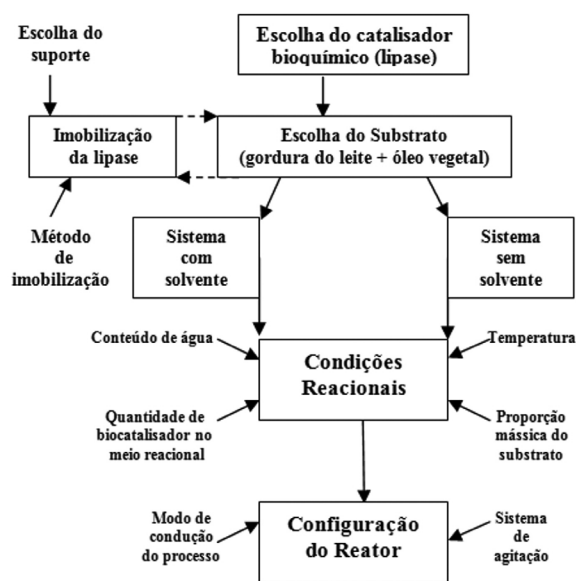 Escolha do
suporte
Escolha do catalisador
bioquímico (lipase)
Imobilização
da lipase
Escolha do Substrato
(gordura do leite + óleo vegetal)
Método
de
imobilização
Sistema
com
solvente
Sistema
sem
solvente
Conteúdo de água
Temperatura
Condições
Reacionais
Quantidade de
biocatalisador no
meio reacional
Proporção
mássica do
substrato
Modo de
condução
do processo
Configuração
do Reator
Sistema
de
agitação